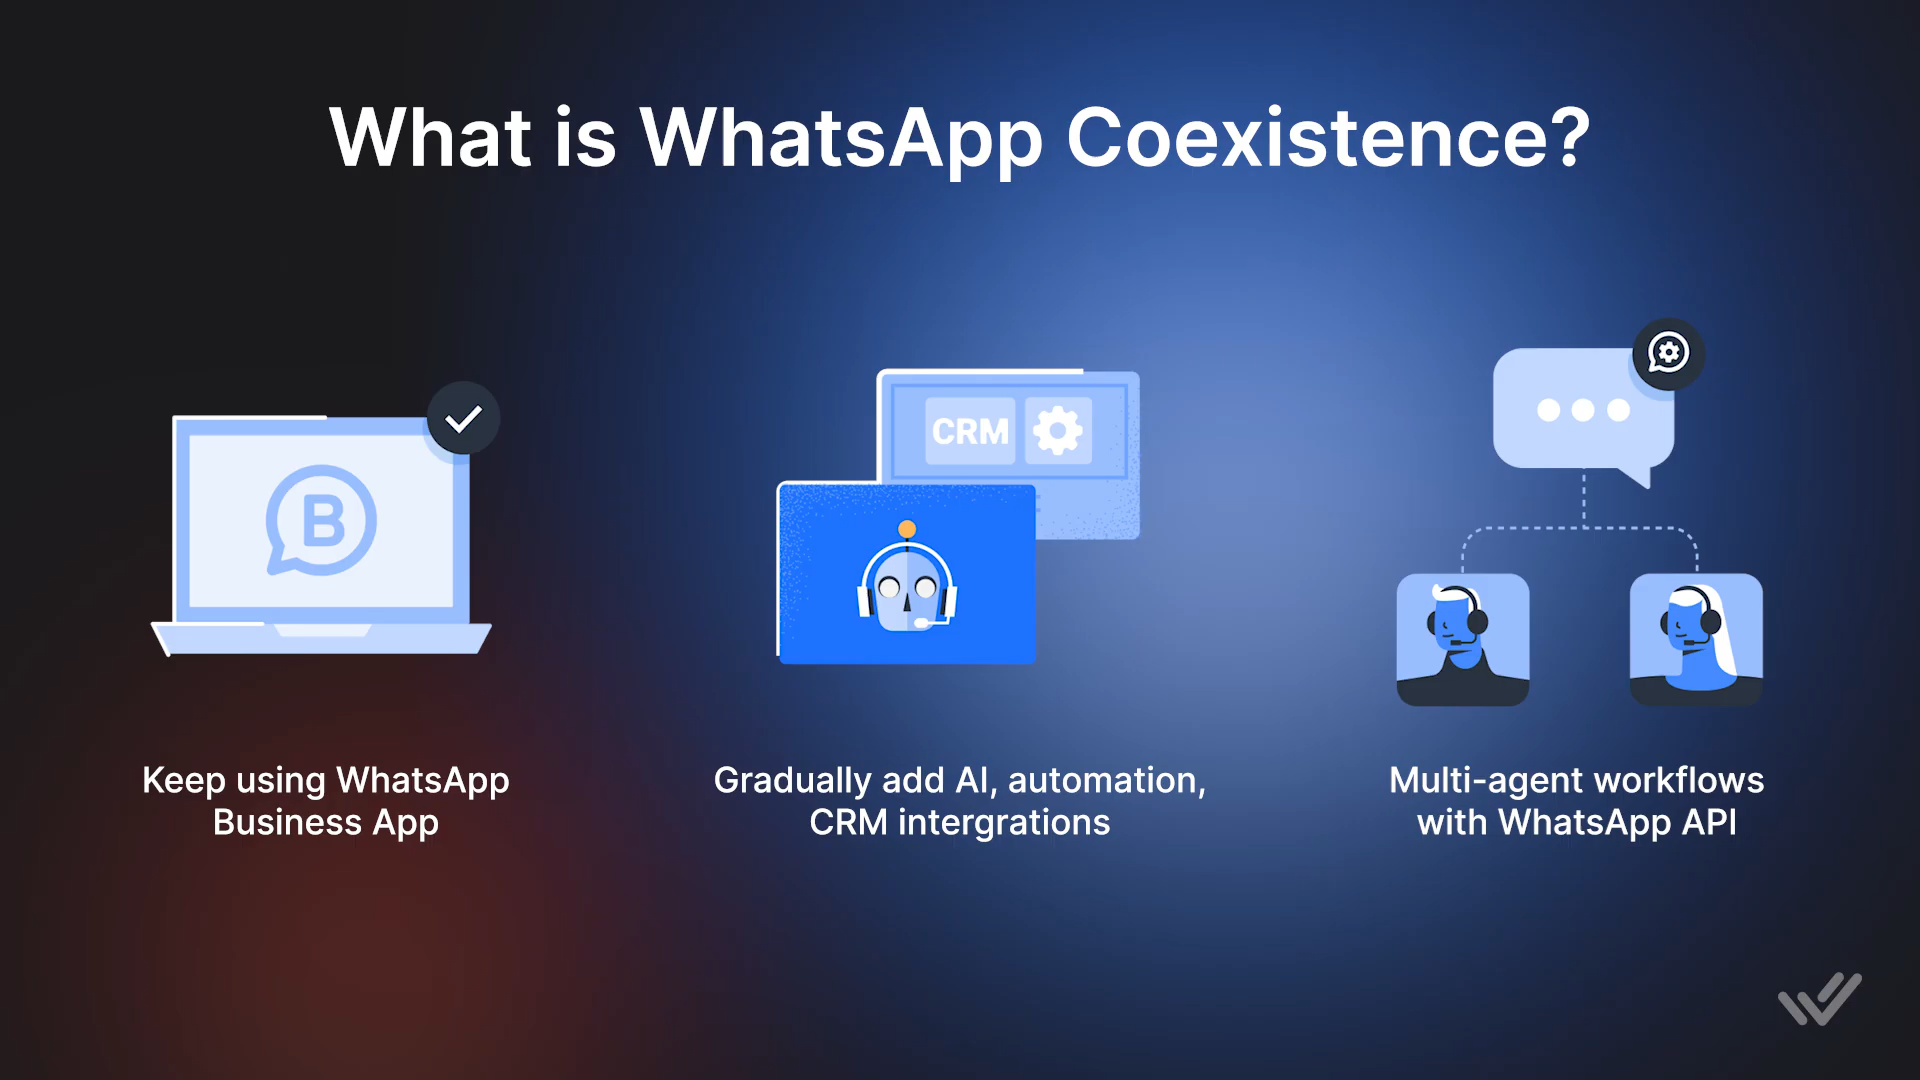 What is WhatsApp Coexistence?
B
CRM
Keep using WhatsApp
Business App
Gradually add AI, automation,
CRM intergrations
Multi-agent workflows
with WhatsApp API